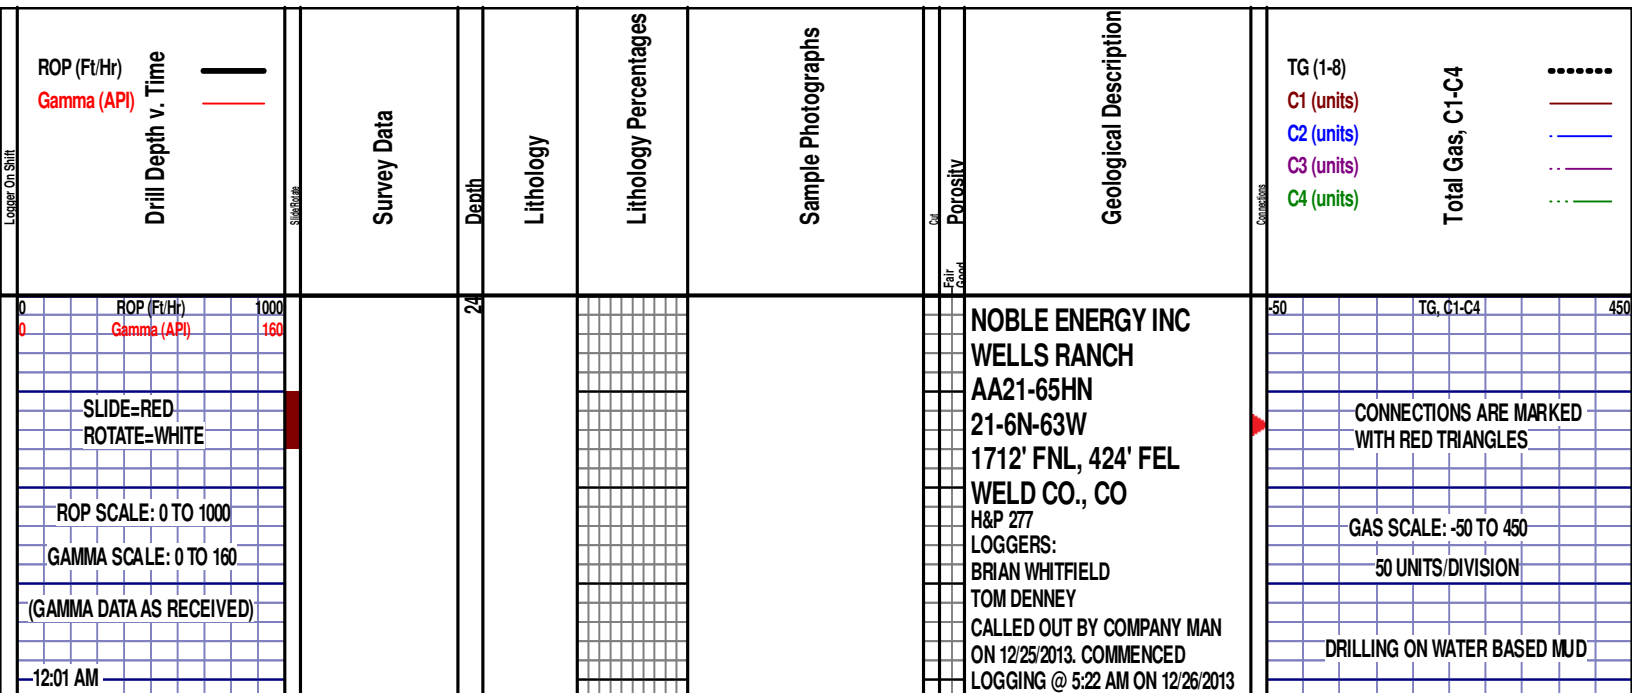 Logger On Shift
ROP (Ft/Hr)
Gamma (API)
Drill Depth v. Time
Slide/Rotate
Survey Data
Depth
Lithology
Lithology Percentages
Sample Photographs
Cut
Porosity
Fair
Good
Geological Description
Connections
TG (1-8)
C1 (units)
C2 (units)
C3 (units)
C4 (units)
Total Gas, C1-C4
0 ROP (Ft/Hr) 1000
0 Gamma (API) 160
SLIDE=RED
ROTATE=WHITE
ROP SCALE: 0 TO 1000
GAMMA SCALE: 0 TO 160
(GAMMA DATA AS RECEIVED)
12:01 AM
NOBLE ENERGY INC
WELLS RANCH
AA21-65HN
21-6N-63W
1712' FNL, 424' FEL
WELD CO., CO
H&P 277
LOGGERS:
BRIAN WHITFIELD
TOM DENNEY
CALLED OUT BY COMPANY MAN
ON 12/25/2013. COMMENCED
LOGGING @ 5:22 AM ON 12/26/2013
-50 TG, C1-C4 450
CONNECTIONS ARE MARKED
WITH RED TRIANGLES
GAS SCALE: -50 TO 450
50 UNITS/DIVISION
DRILLING ON WATER BASED MUD